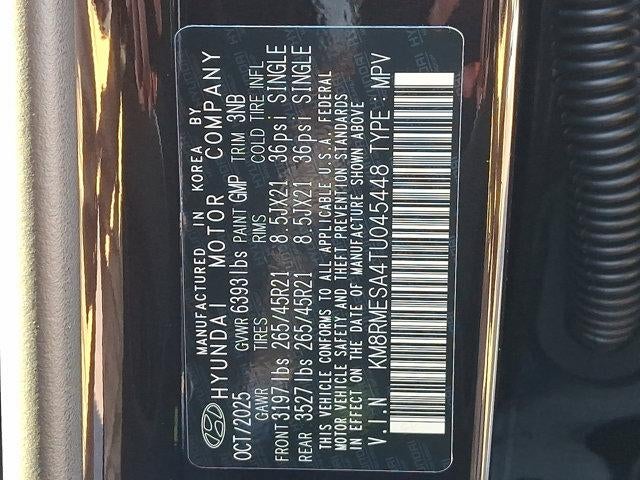 MANUFACTURED IN KOREA BY
HYUNDAI MOTOR COMPANY
OCT/2025 GVWR 6393lbs PAINT GMP TRIM 3NB
GAWR TIRES RIMS COLD TIRE INFL
FRONT 3197lbs 265/45R21 8.5JX21 36psi SINGLE
REAR 3527lbs 265/45R21 8.5JX21 36psi SINGLE
THIS VEHICLE CONFORMS TO ALL APPLICABLE U.S.A. FEDERAL
MOTOR VEHICLE SAFETY AND THEFT PREVENTION STANDARDS
IN EFFECT ON THE DATE OF MANUFACTURE SHOWN ABOVE
V.I.N KM8RMESA4TU045448 TYPE : MPV